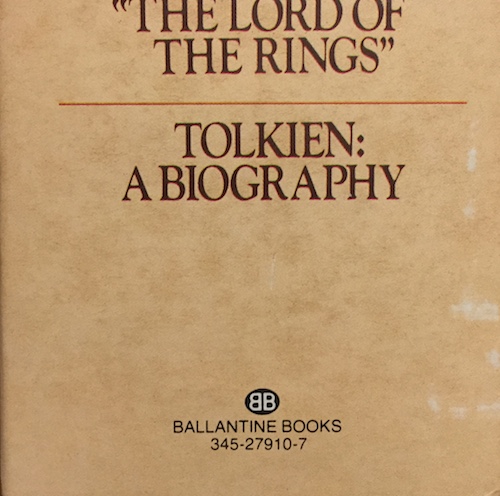 “THE LORD OF
THE RINGS”
TOLKIEN:
A BIOGRAPHY
BB
BALLANTINE BOOKS
345-27910-7